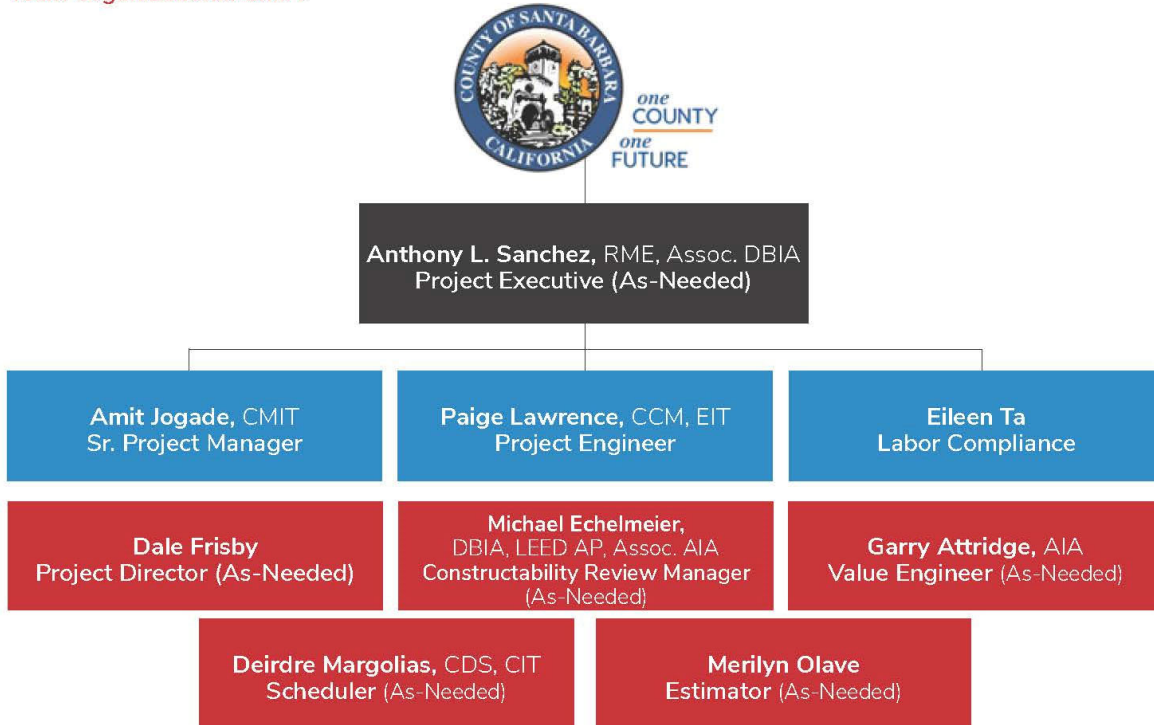 COUNTY OF SANTA BARBARA
CALIFORNIA
one
COUNTY
one
FUTURE
Anthony L. Sanchez, RME, Assoc. DBIA
Project Executive (As-Needed)
Amit Jogade, CMIT
Sr. Project Manager
Paige Lawrence, CCM, EIT
Project Engineer
Eileen Ta
Labor Compliance
Dale Frisby
Project Director (As-Needed)
Michael Echelmeier,
DBIA, LEED AP, Assoc. AIA
Constructability Review Manager
(As-Needed)
Garry Attridge, AIA
Value Engineer (As-Needed)
Deirdre Margolias, CDS, CIT
Scheduler (As-Needed)
Merilyn Olave
Estimator (As-Needed)